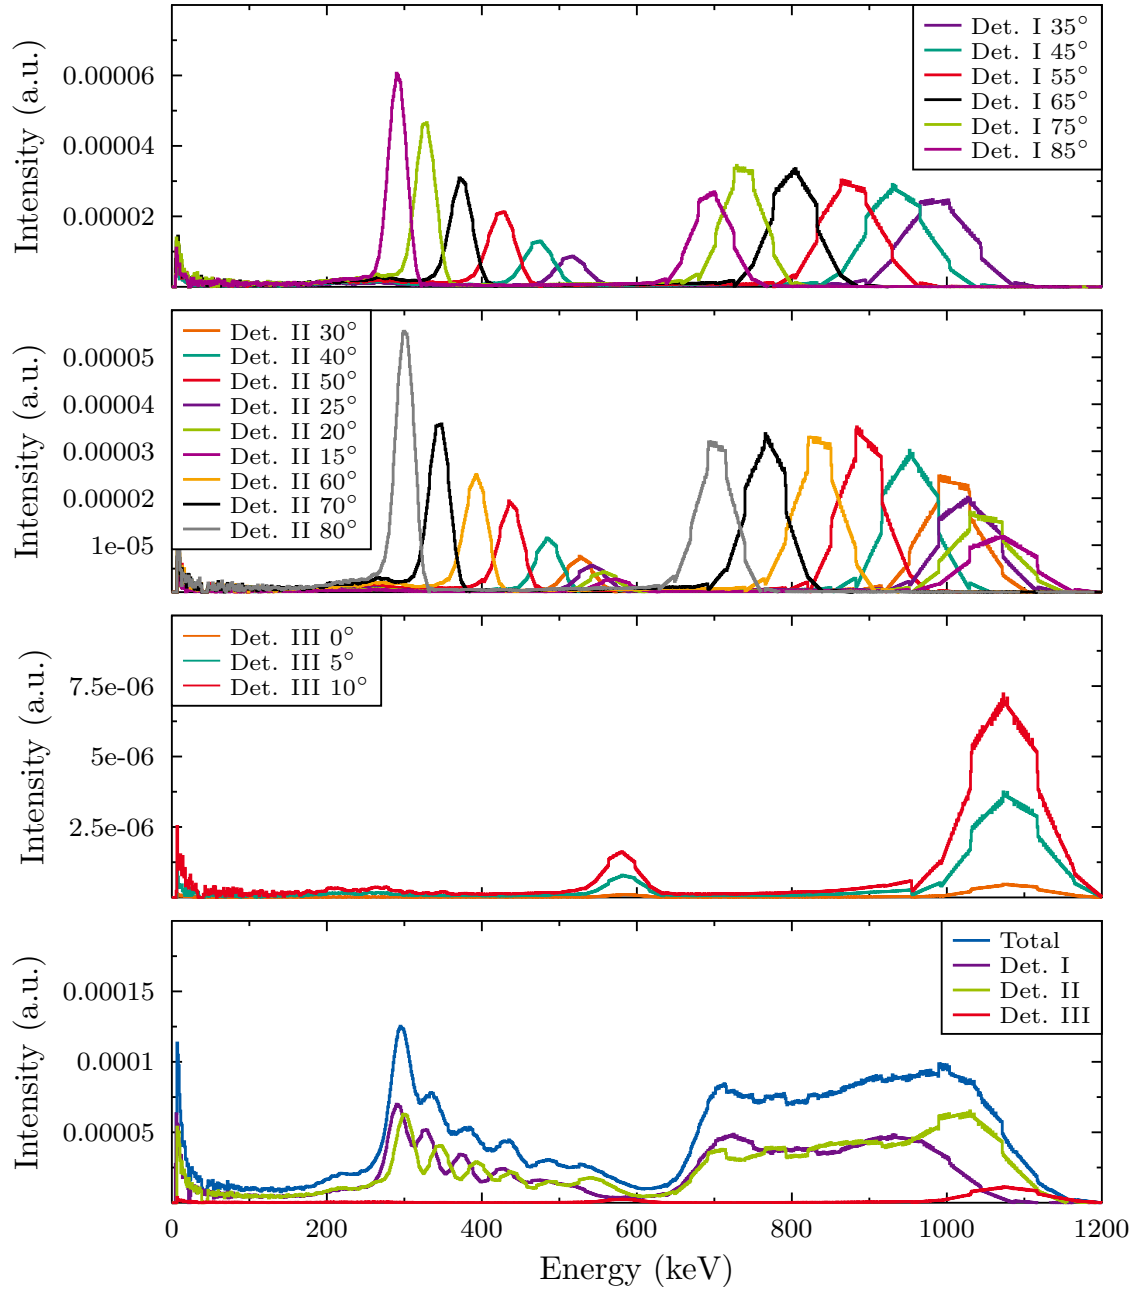 Det. I 35°
Det. I 45°
Det. I 55°
Det. I 65°
Det. I 75°
Det. I 85°
0.00006
0.00004
0.00002
Intensity (a.u.)
Det. II 30°
Det. II 40°
Det. II 50°
Det. II 25°
Det. II 20°
Det. II 15°
Det. II 60°
Det. II 70°
Det. II 80°
0.00005
0.00004
0.00003
0.00002
1e-05
Intensity (a.u.)
Det. III 0°
Det. III 5°
Det. III 10°
7.5e-06
5e-06
2.5e-06
Intensity (a.u.)
Total
Det. I
Det. II
Det. III
0.00015
0.0001
0.00005
Intensity (a.u.)
0 200 400 600 800 1000 1200
Energy (keV)